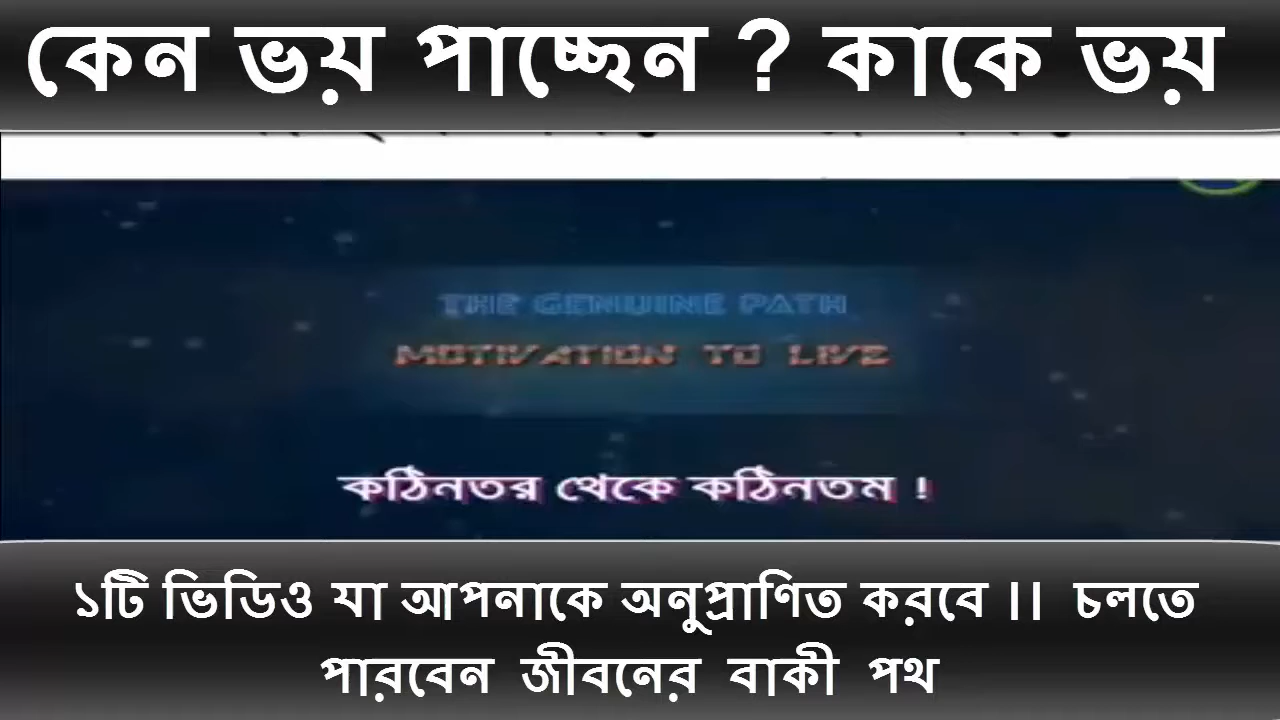 কেন ভয় পাচ্ছেন ? কাকে ভয়
THE GENUINE PATH
MOTIVATION TO LIVE
কঠিনতর থেকে কঠিনতম !
১টি ভিডিও যা আপনাকে অনুপ্রাণিত করবে ।। চলতে
পারবেন জীবনের বাকী পথ